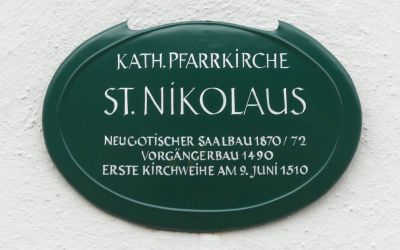 KATH. PFARRKIRCHE
ST. NIKOLAUS
NEUGOTISCHER SAALBAU 1870/72
VORGÄNGERBAU 1490
ERSTE KIRCHWEIHE AM 9. JUNI 1510